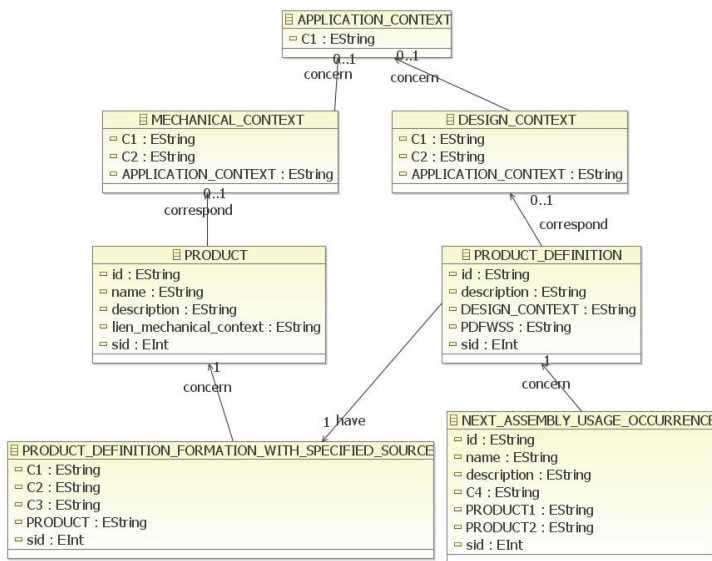 APPLICATION_CONTEXT
C1 : EString
0..1
0..1
concern
concern
MECHANICAL_CONTEXT
C1 : EString
C2 : EString
APPLICATION_CONTEXT : EString
DESIGN_CONTEXT
C1 : EString
C2 : EString
APPLICATION_CONTEXT : EString
0..1
correspond
0..1
correspond
PRODUCT
id : EString
name : EString
description : EString
lien_mechanical_context : EString
sid : EInt
PRODUCT_DEFINITION
id : EString
description : EString
DESIGN_CONTEXT : EString
PDFWSS : EString
sid : EInt
1
concern
1
concern
1 have
PRODUCT_DEFINITION_FORMATION_WITH_SPECIFIED_SOURCE
C1 : EString
C2 : EString
C3 : EString
PRODUCT : EString
sid : EInt
NEXT_ASSEMBLY_USAGE_OCCURRENCE
id : EString
name : EString
description : EString
C4 : EString
PRODUCT1 : EString
PRODUCT2 : EString
sid : EInt